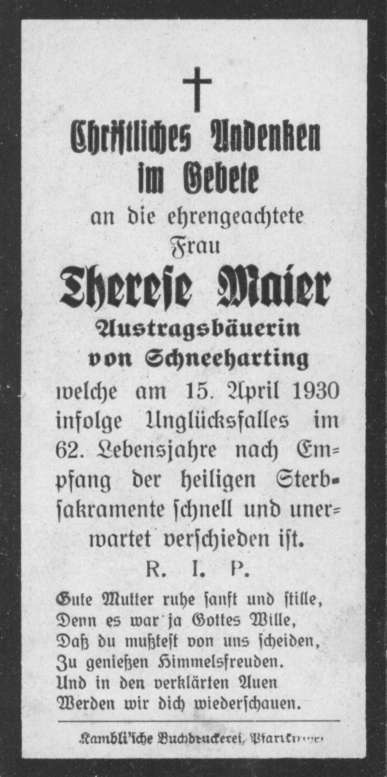 Christliches Andenken
im Gebete
an die ehrengeachtete
Frau
Therese Maier
Austragsbäuerin
von Schneeharting
welche am 15. April 1930
infolge Unglücksfalles im
62. Lebensjahre nach Em=
pfang der heiligen Sterb=
sakramente schnell und uner=
wartet verschieden ist.
R. I. P.
Gute Mutter ruhe sanft und stille,
Denn es war ja Gottes Wille,
Daß du mußtest von uns scheiden,
Zu genießen Himmelsfreuden.
Und in den verklärten Auen
Werden wir dich wiederschauen.
Kambli'sche Buchdruckerei,